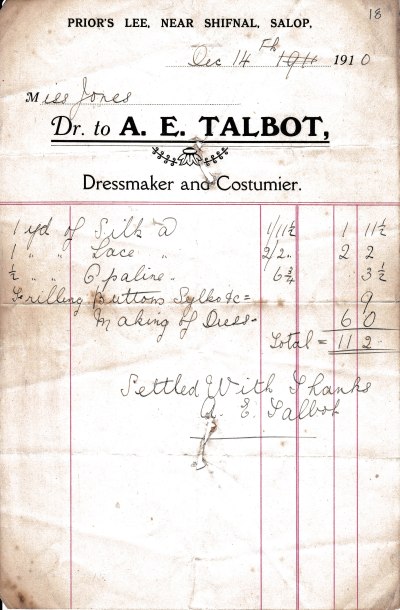 18
PRIOR'S LEE, NEAR SHIFNAL, SALOP.
Dec 14th 1911 1910
Miss Jones
Dr. to A. E. TALBOT,
Dressmaker and Costumier.
1 yd of Silk a 1/11½ 1 11½
1 " " Lace " 2/2. 2 2
½ " " 6¾ 3½
Frilling Buttons Sylko &c = 9
Making of Dress- 6 0
Total = 11 2
Settled With Thanks
A. E. Talbot